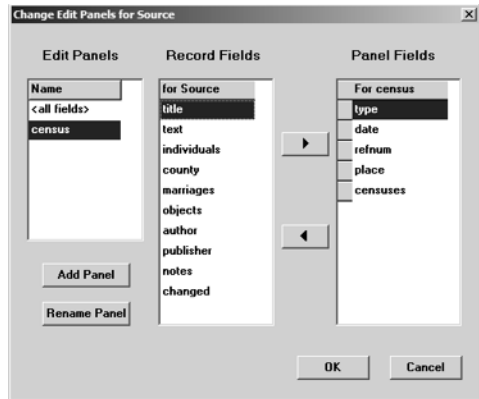 Change Edit Panels for Source
Edit Panels
Name
<all fields>
census
Add Panel
Rename Panel
Record Fields
for Source
title
text
individuals
county
marriages
objects
author
publisher
notes
changed
Panel Fields
For census
type
date
refnum
place
censuses
OK
Cancel